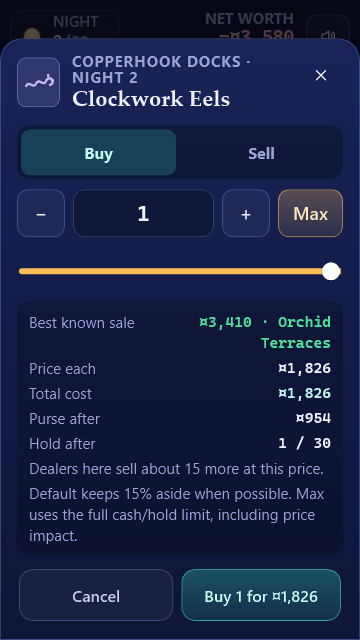 NIGHT
NET WORTH
−¤3,580
COPPERHOOK DOCKS ·
NIGHT 2
Clockwork Eels
×
Buy
Sell
−
1
+
Max
Best known sale
¤3,410 · Orchid
Terraces
Price each
¤1,826
Total cost
¤1,826
Purse after
¤954
Hold after
1 / 30
Dealers here sell about 15 more at this price.
Default keeps 15% aside when possible. Max
uses the full cash/hold limit, including price
impact.
Cancel
Buy 1 for ¤1,826